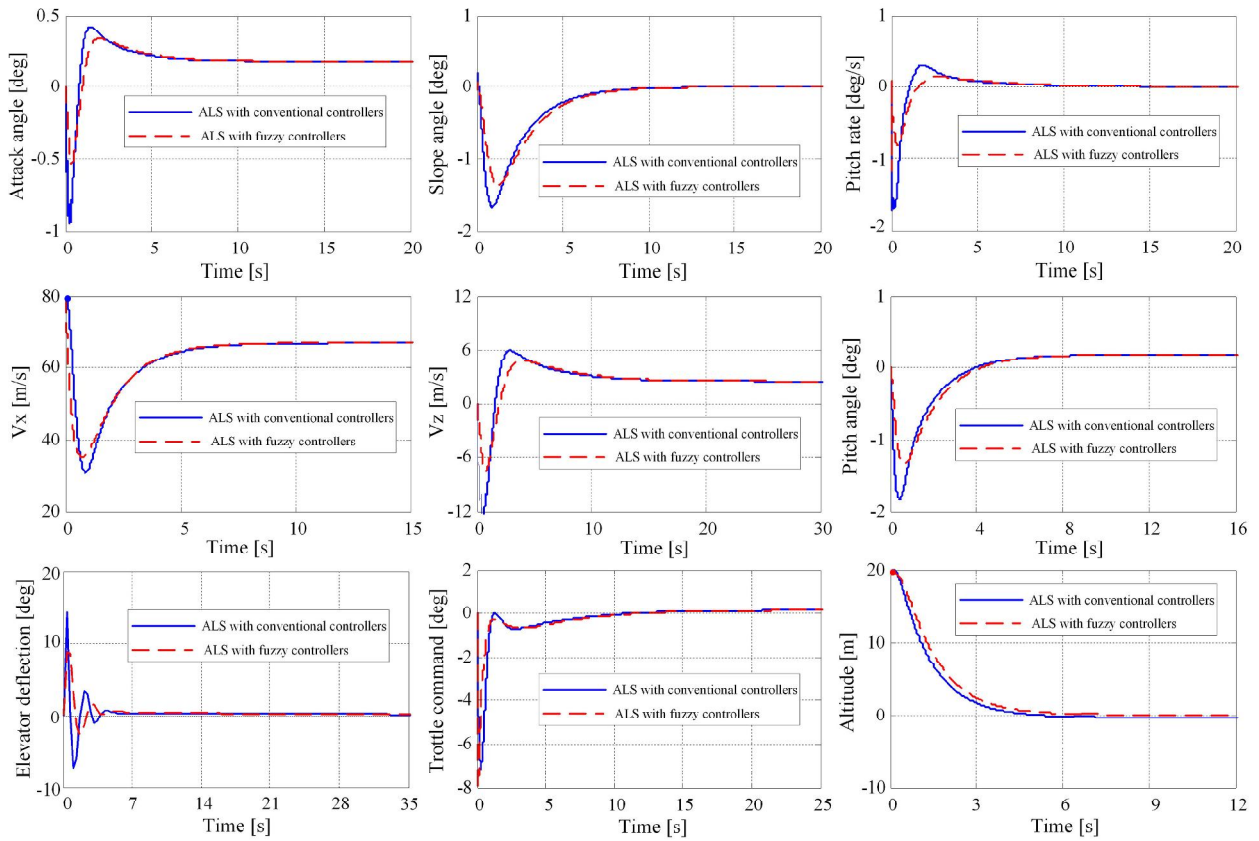 Attack angle [deg]
0.5
0
-0.5
-1
ALS with conventional controllers
ALS with fuzzy controllers
0 5 10 15 20
Time [s]
Slope angle [deg]
1
0
-1
-2
ALS with conventional controllers
ALS with fuzzy controllers
0 5 10 15 20
Time [s]
Pitch rate [deg/s]
1
0
-1
-2
ALS with conventional controllers
ALS with fuzzy controllers
0 5 10 15 20
Time [s]
Vx [m/s]
80
60
40
20
ALS with conventional controllers
ALS with fuzzy controllers
0 5 10 15
Time [s]
Vz [m/s]
12
6
0
-6
-12
ALS with conventional controllers
ALS with fuzzy controllers
0 10 20 30
Time [s]
Pitch angle [deg]
1
0
-1
-2
ALS with conventional controllers
ALS with fuzzy controllers
0 4 8 12 16
Time [s]
Elevator deflection [deg]
20
10
0
-10
ALS with conventional controllers
ALS with fuzzy controllers
0 7 14 21 28 35
Time [s]
Trottle command [deg]
2
0
-2
-4
-6
-8
ALS with conventional controllers
ALS with fuzzy controllers
0 5 10 15 20 25
Time [s]
Altitude [m]
20
10
0
-10
ALS with conventional controllers
ALS with fuzzy controllers
0 3 6 9 12
Time [s]